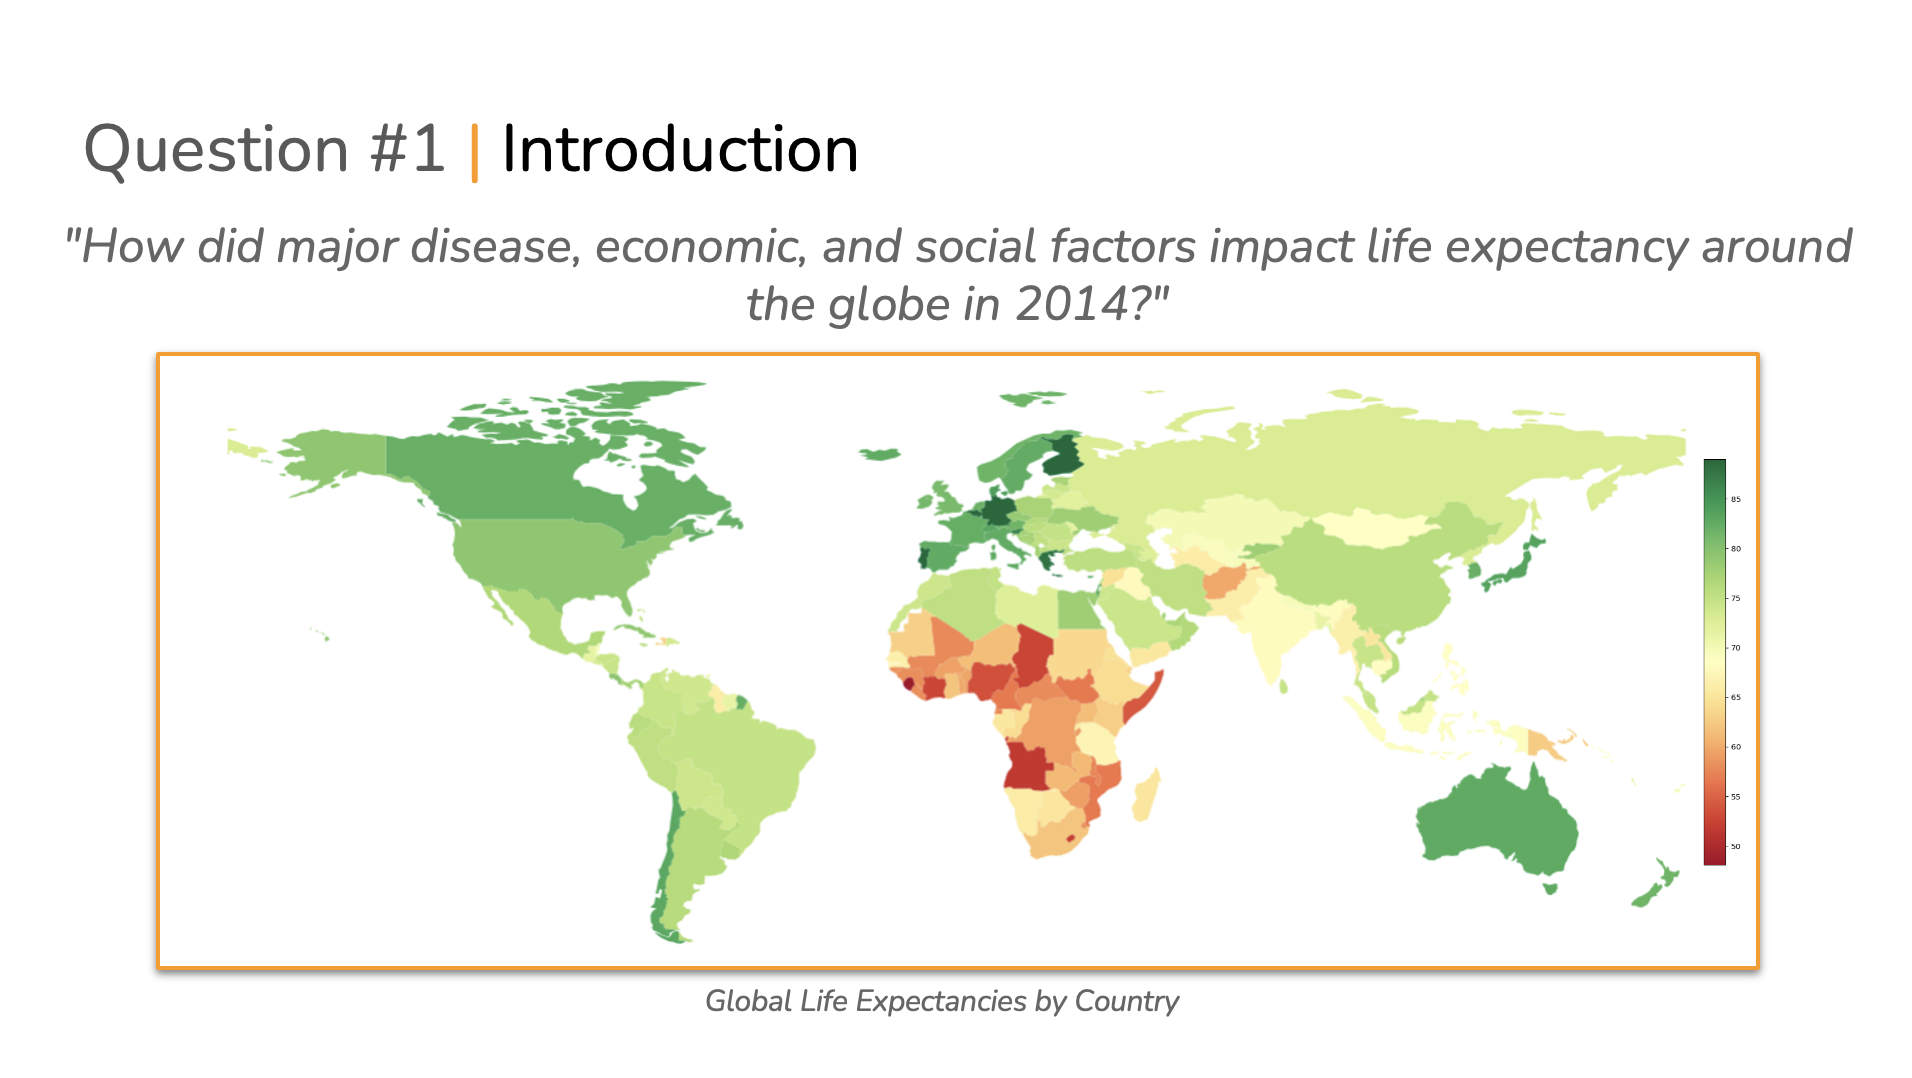 Question #1 | Introduction
"How did major disease, economic, and social factors impact life expectancy around
the globe in 2014?"
85
80
75
70
65
60
55
50
Global Life Expectancies by Country